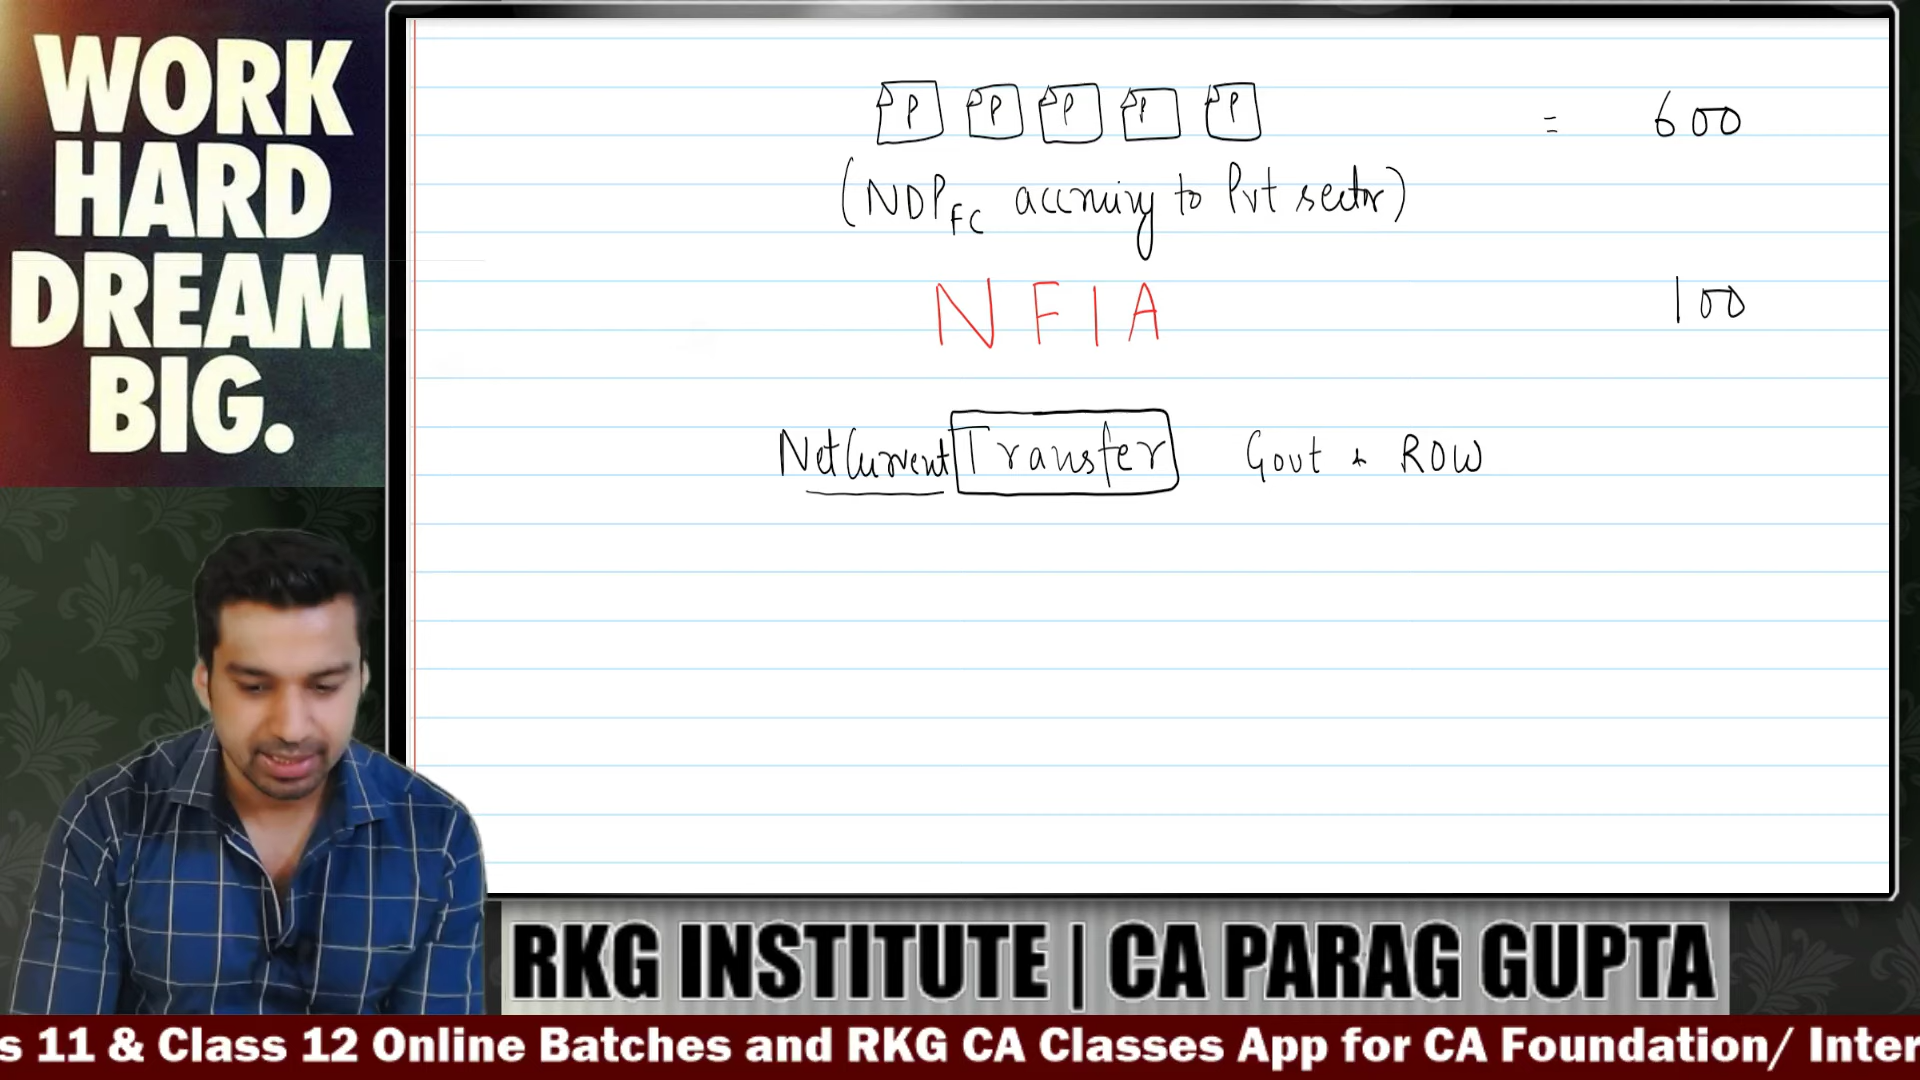 WORK
HARD
DREAM
BIG.
P P P P P = 600
(NDP_FC accruing to Pvt sector)
NFIA 100
Net Current Transfer Govt + ROW
RKG INSTITUTE | CA PARAG GUPTA
s 11 & Class 12 Online Batches and RKG CA Classes App for CA Foundation/ Inter